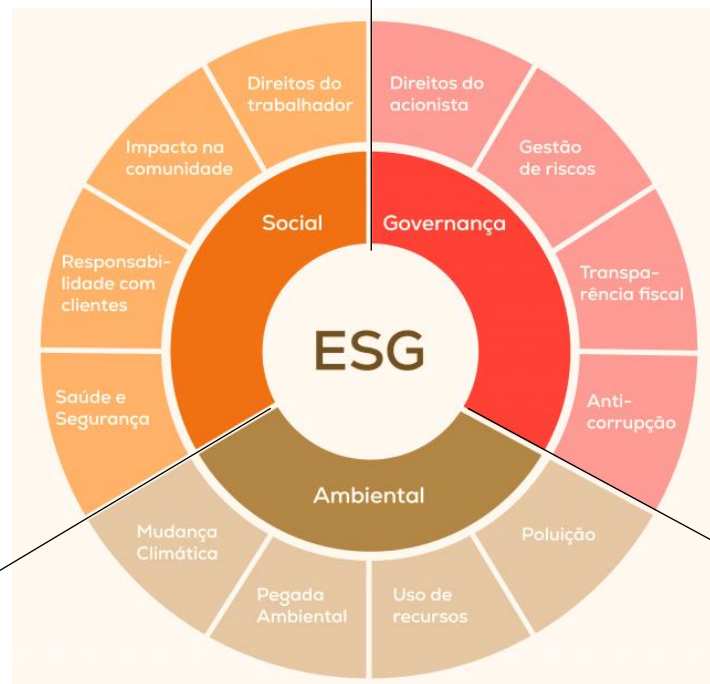 Direitos do
trabalhador
Direitos do
acionista
Impacto na
comunidade
Gestão
de riscos
Social
Governança
Responsabi-
lidade com
clientes
Transpa-
rência fiscal
ESG
Saúde e
Segurança
Anti-
corrupção
Ambiental
Mudança
Climática
Poluição
Pegada
Ambiental
Uso de
recursos